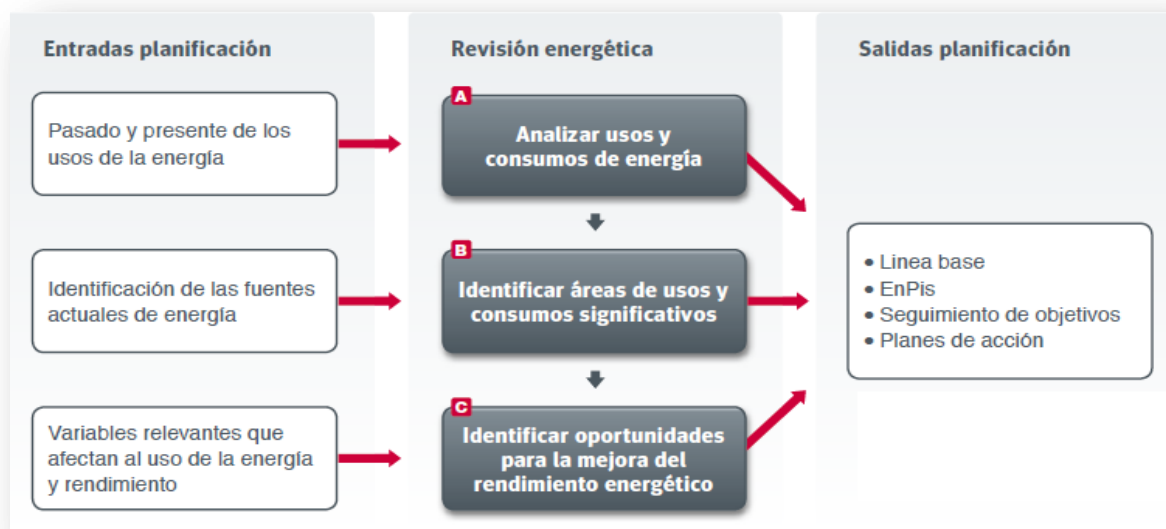 Entradas planificación
Revisión energética
Salidas planificación
Pasado y presente de los
usos de la energía
A
Analizar usos y
consumos de energía
Identificación de las fuentes
actuales de energía
B
Identificar áreas de usos y
consumos significativos
Variables relevantes que
afectan al uso de la energía
y rendimiento
C
Identificar oportunidades
para la mejora del
rendimiento energético
• Linea base
• EnPis
• Seguimiento de objetivos
• Planes de acción